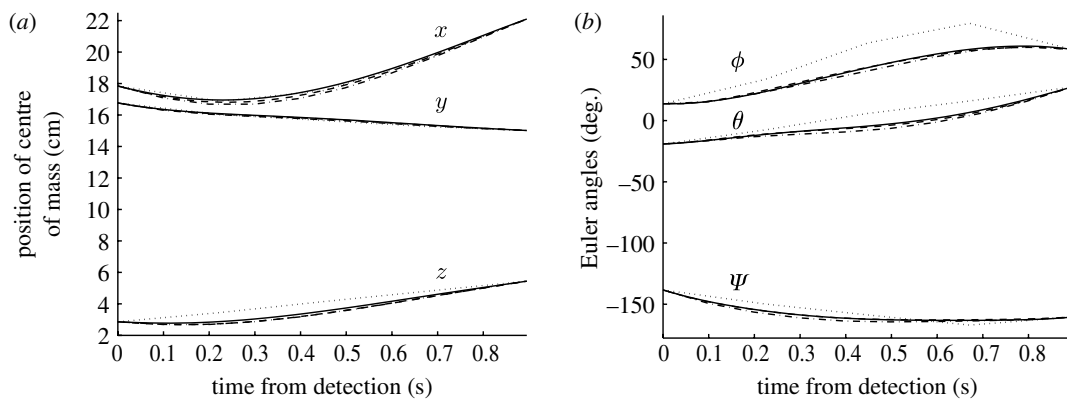 (a)
22
20
18
16
14
12
10
8
6
4
2
position of centre
of mass (cm)
x
y
z
0 0.1 0.2 0.3 0.4 0.5 0.6 0.7 0.8
time from detection (s)
(b)
50
0
−50
−100
−150
Euler angles (deg.)
ϕ
θ
Ψ
0 0.1 0.2 0.3 0.4 0.5 0.6 0.7 0.8
time from detection (s)